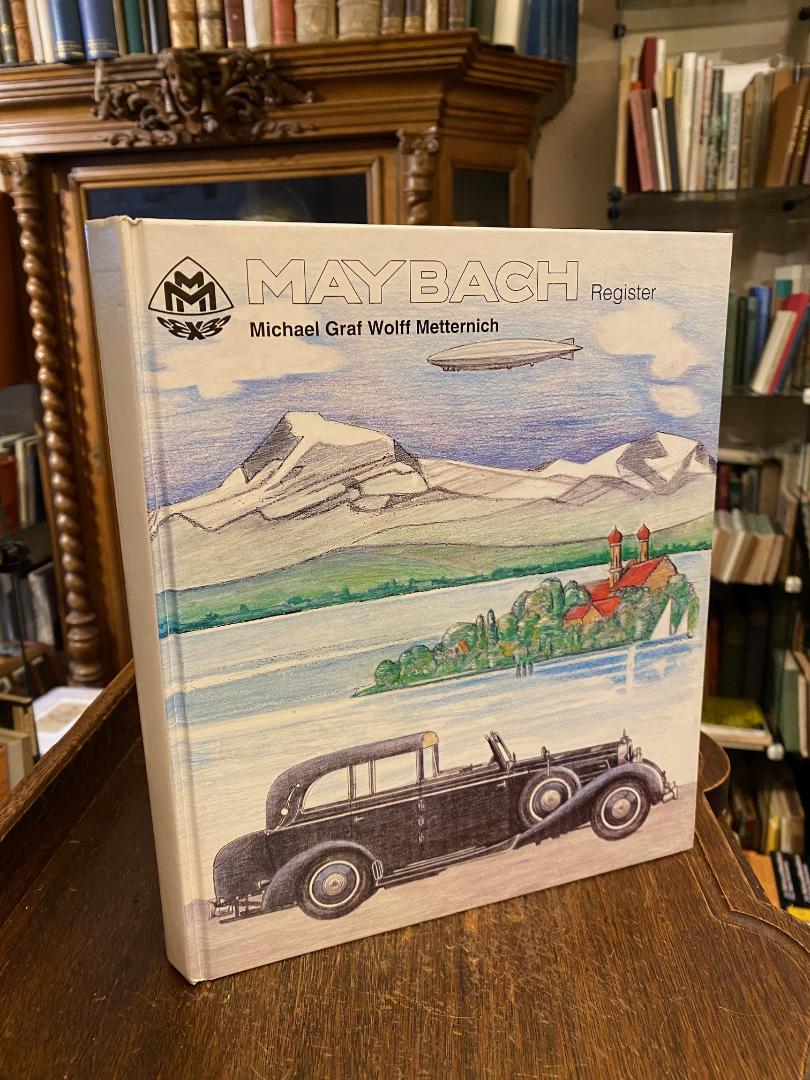 MAYBACH Register
Michael Graf Wolff Metternich